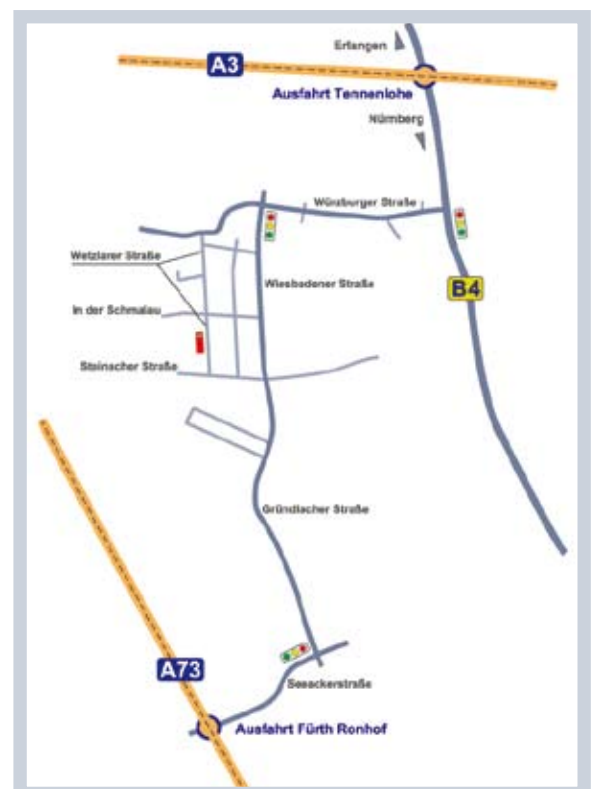 Erlangen
A3
Ausfahrt Tennenlohe
Nürnberg
Würzburger Straße
Wetzlarer Straße
Wiesbadener Straße
B4
In der Schmalau
Steinacher Straße
Gründlacher Straße
A73
Seeackerstraße
Ausfahrt Fürth Ronhof